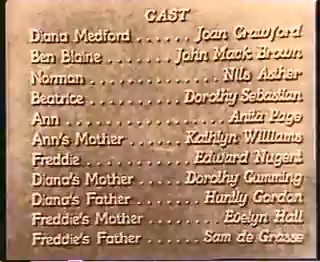 CAST
Diana Medford . . . . . . Joan Crawford
Ben Blaine . . . . . . . John Mack Brown
Norman . . . . . . . . . . . . . . Nils Asther
Beatrice . . . . . . . . . Dorothy Sebastian
Ann . . . . . . . . . . . . . . . . . Anita Page
Ann's Mother . . . . . . Kathlyn Williams
Freddie . . . . . . . . . . . Edward Nugent
Diana's Mother . . . . . Dorothy Cumming
Diana's Father . . . . . . Huntly Gordon
Freddie's Mother . . . . . . . Evelyn Hall
Freddie's Father . . . . . . Sam de Grasse